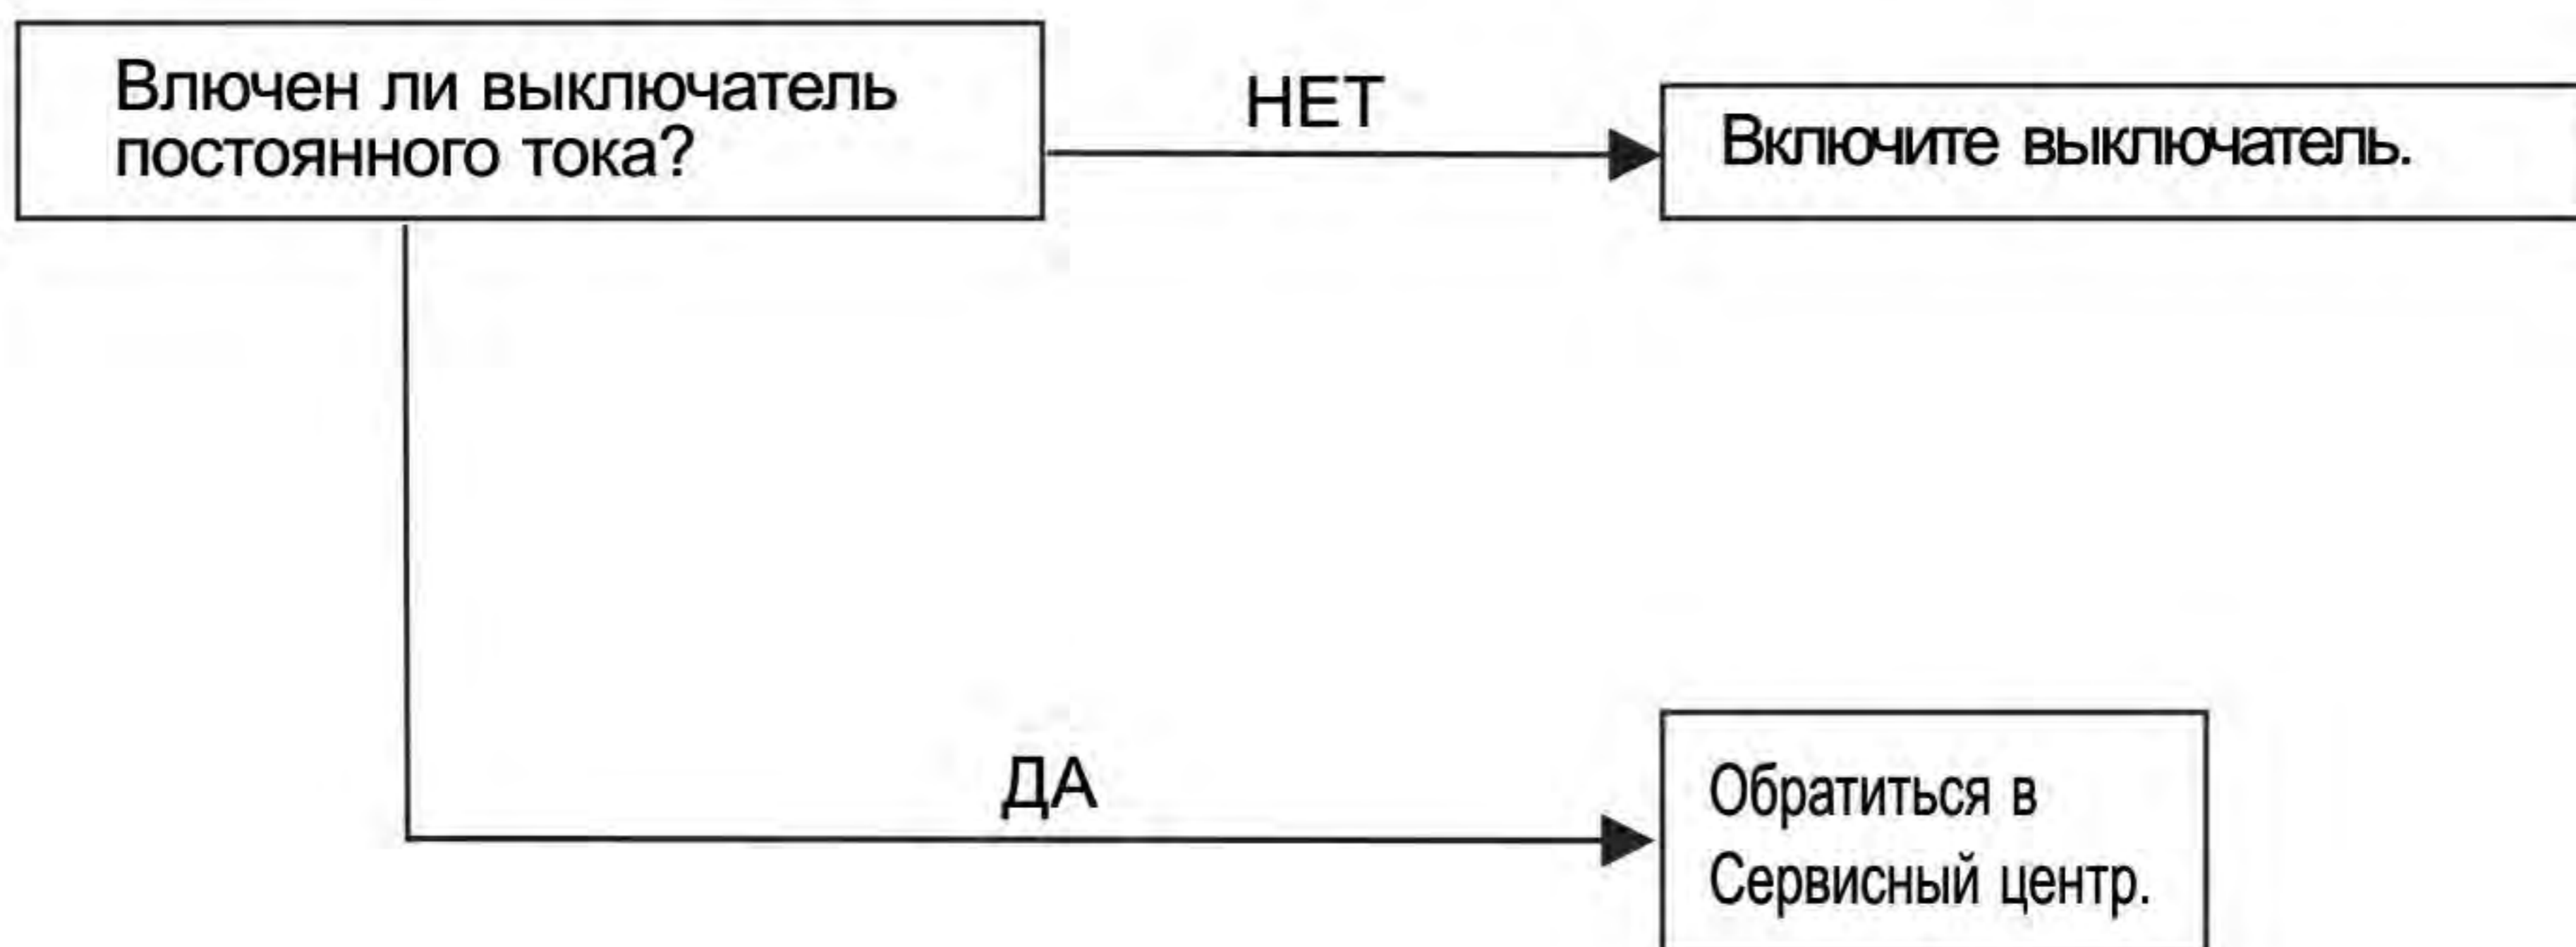 Влючен ли выключатель
постоянного тока?
НЕТ
Включите выключатель.
ДА
Обратиться в
Сервисный центр.